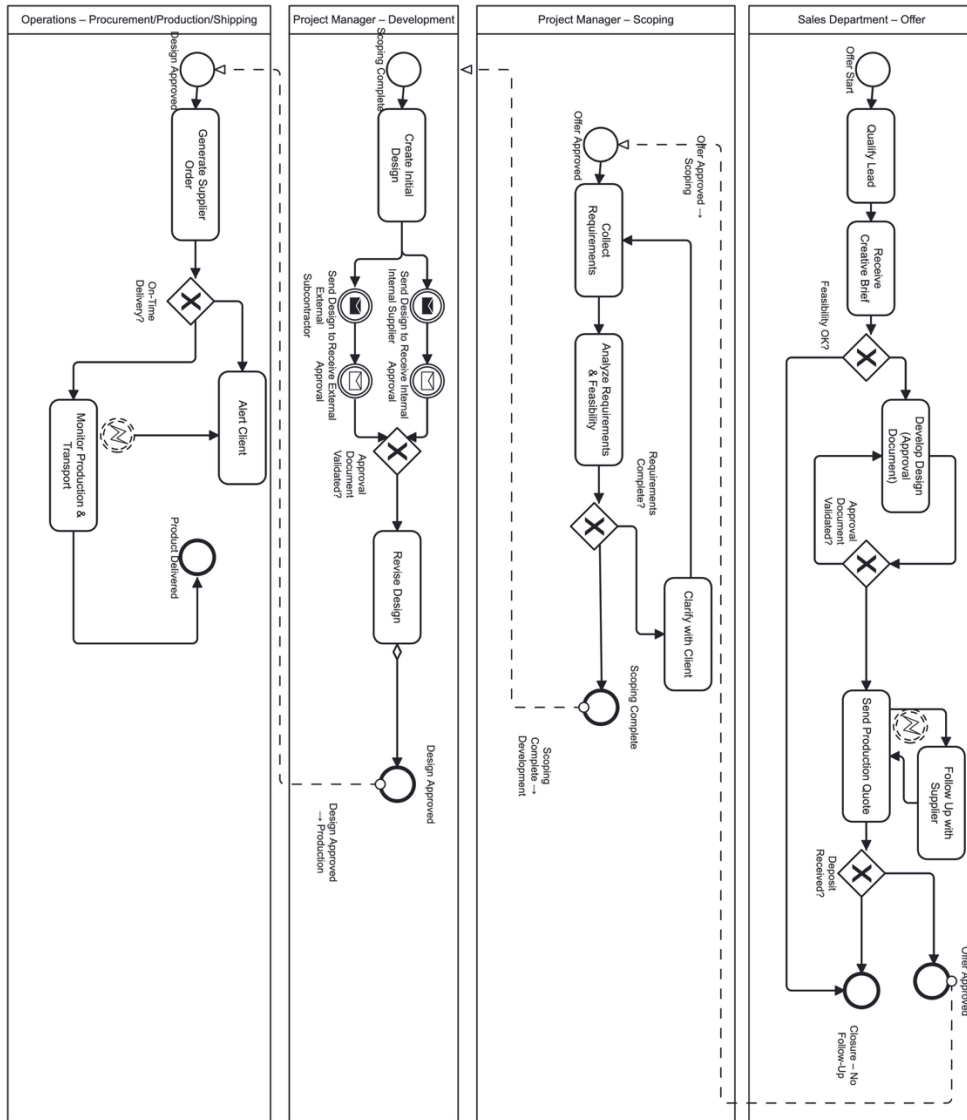 Operations – Procurement/Production/Shipping
Project Manager – Development
Project Manager – Scoping
Sales Department – Offer
Offer Start
Qualify Lead
Receive
Creative Brief
Feasibility OK?
Develop Design
(Approval
Document)
Approval
Document
Validated?
Send Production Quote
Follow Up with
Supplier
Deposit
Received?
Offer Approved
Closure – No
Follow-Up
Offer Approved →
Scoping
Offer Approved
Collect
Requirements
Analyze Requirements
& Feasibility
Requirements
Complete?
Clarify with Client
Scoping Complete
Scoping
Complete →
Development
Scoping Complete
Create Initial
Design
Send Design to
Internal Supplier
Receive Internal
Approval
Send Design to
External
Subcontractor
Receive External
Approval
Approval
Document
Validated?
Revise Design
Design Approved
Design Approved
→ Production
Design Approved
Generate Supplier
Order
On-Time
Delivery?
Alert Client
Monitor Production &
Transport
Product Delivered